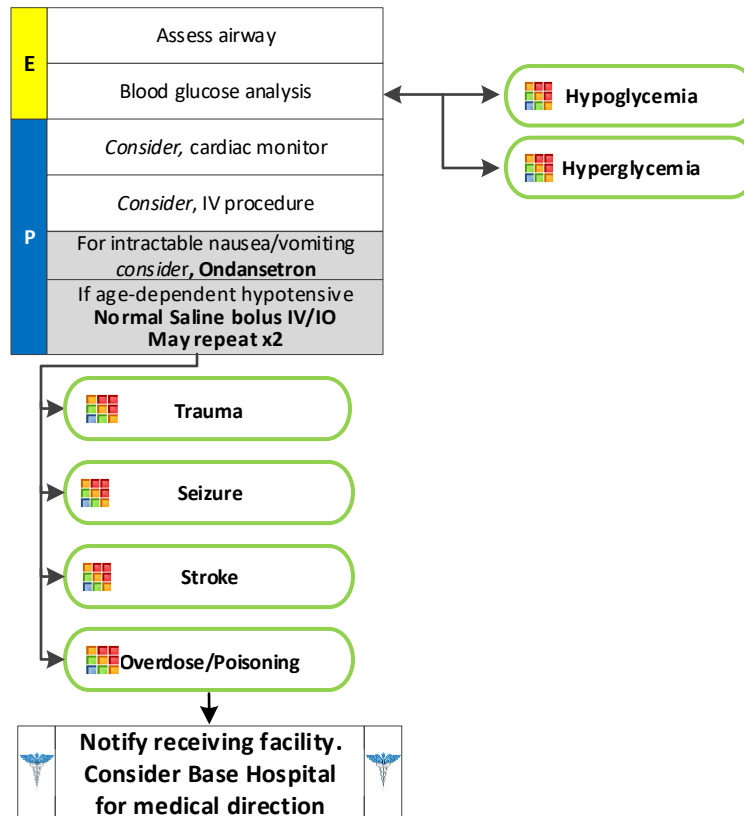 E
Assess airway
Blood glucose analysis
Hypoglycemia
Hyperglycemia
P
Consider, cardiac monitor
Consider, IV procedure
For intractable nausea/vomiting
consider, Ondansetron
If age-dependent hypotensive
Normal Saline bolus IV/IO
May repeat x2
Trauma
Seizure
Stroke
Overdose/Poisoning
Notify receiving facility.
Consider Base Hospital
for medical direction